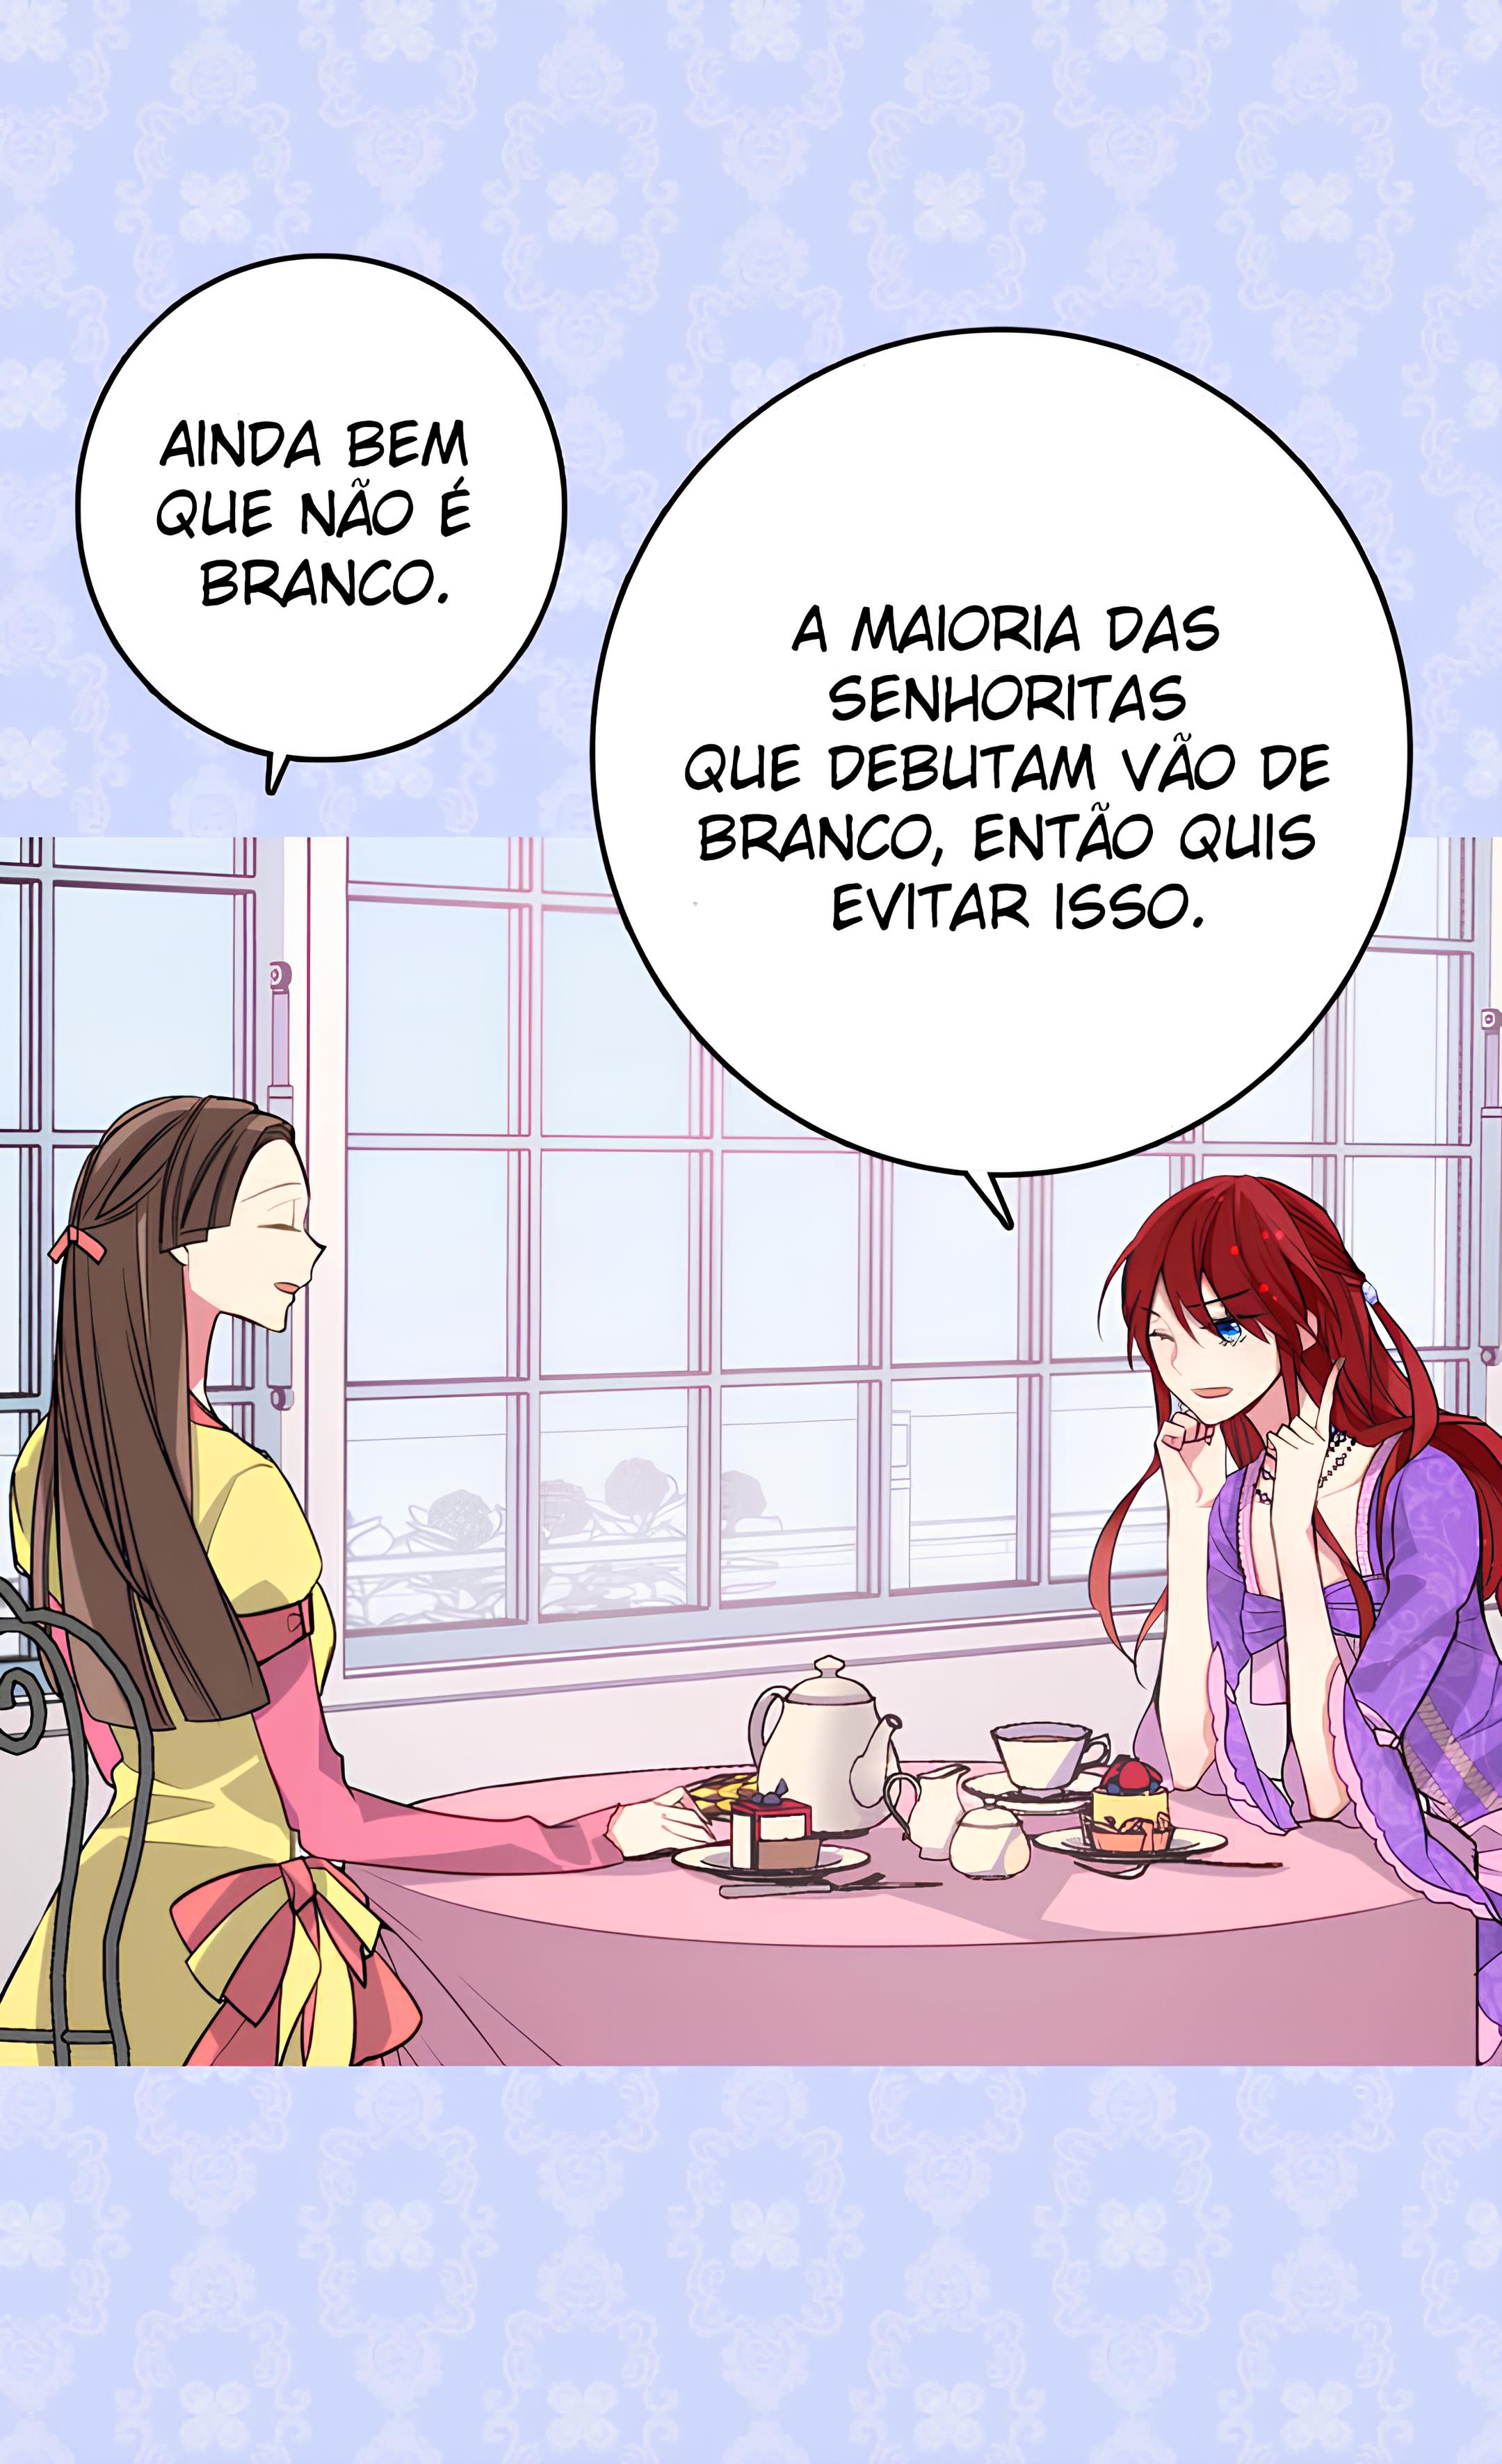 AINDA BEM
QUE NÃO É
BRANCO.
A MAIORIA DAS
SENHORITAS
QUE DEBUTAM VÃO DE
BRANCO, ENTÃO QUIS
EVITAR ISSO.